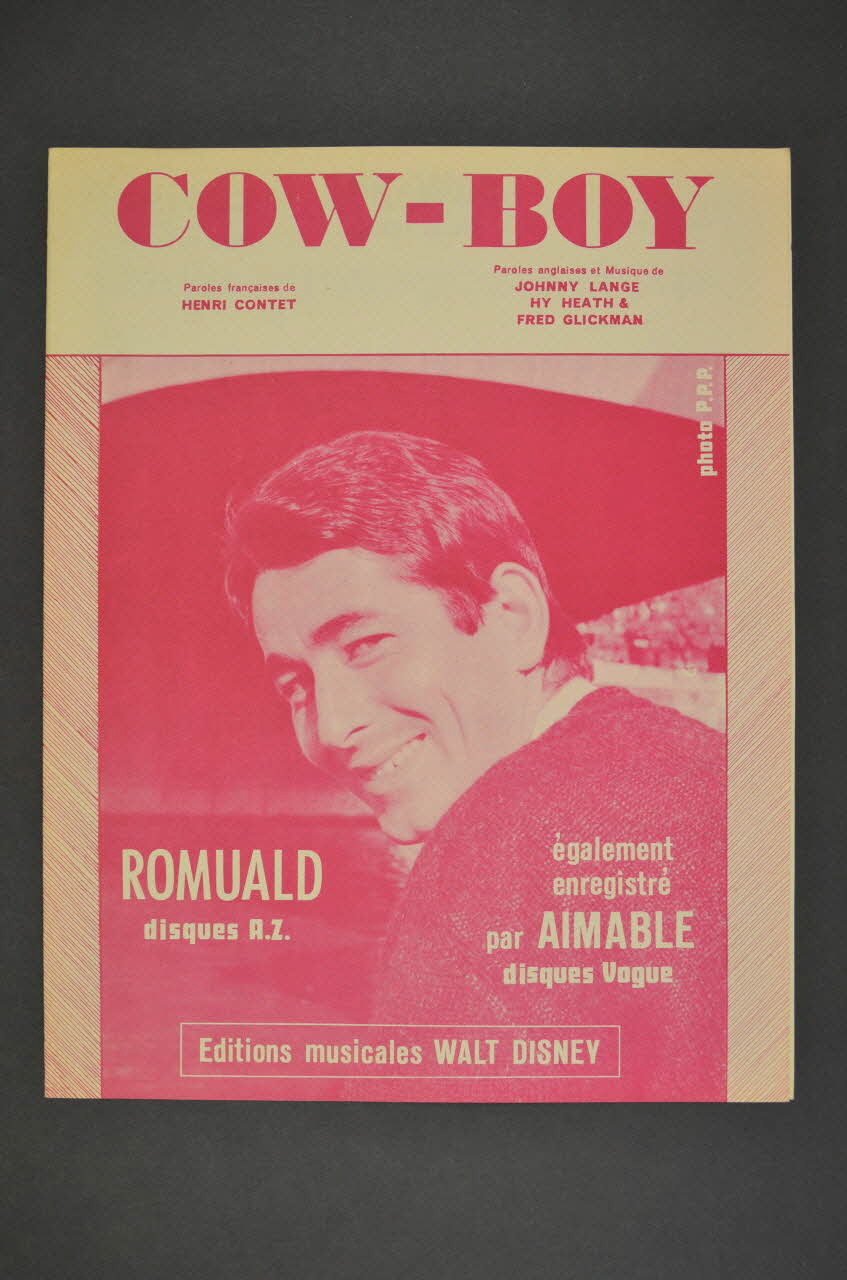 COW-BOY
Paroles françaises de
HENRI CONTET
Paroles anglaises et Musique de
JOHNNY LANGE
HY HEATH &
FRED GLICKMAN
photo P.P.P.
ROMUALD
disques A.Z.
également
enregistré
par AIMABLE
disques Vogue
Editions musicales WALT DISNEY